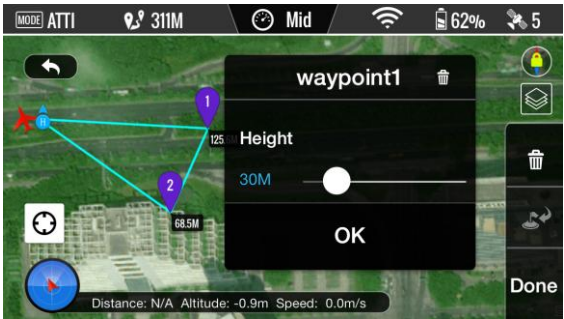 MODE ATTI 311M Mid 62% 5
waypoint1
1
125.
Height
H
2
30M
68.5M
OK
Done
Distance: N/A Altitude: -0.9m Speed: 0.0m/s